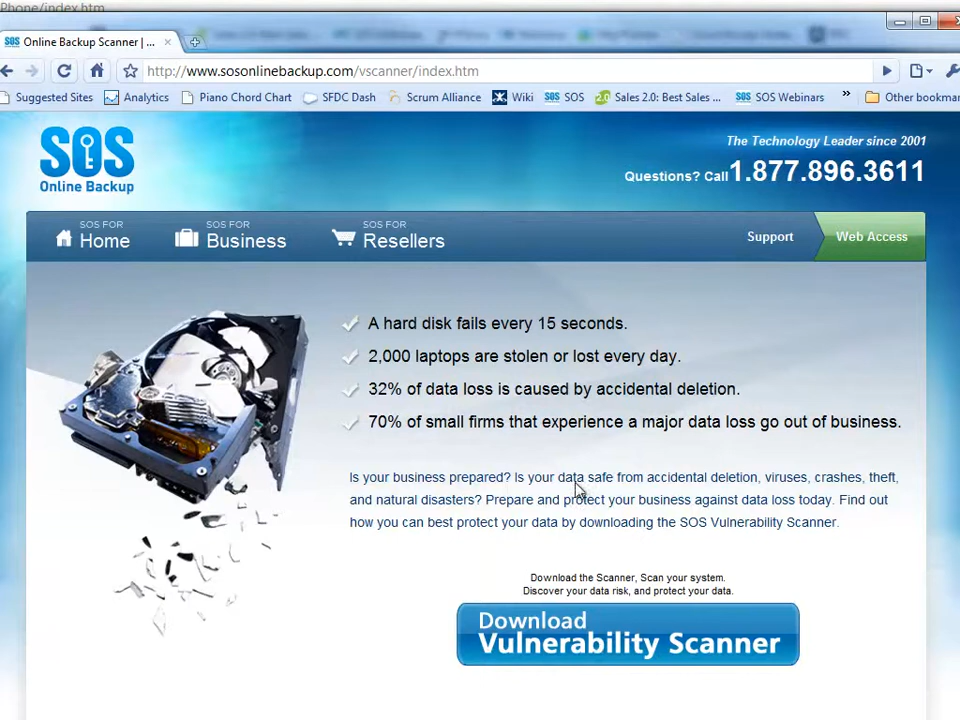 Phone/index.htm
SOS Online Backup Scanner | ...
http://www.sosonlinebackup.com/vscanner/index.htm
Suggested Sites Analytics Piano Chord Chart SFDC Dash Scrum Alliance Wiki SOS SOS 2.0 Sales 2.0: Best Sales ... SOS SOS Webinars » Other bookmar
SOS
Online Backup
The Technology Leader since 2001
Questions? Call 1.877.896.3611
SOS FOR
Home
SOS FOR
Business
SOS FOR
Resellers
Support
Web Access
A hard disk fails every 15 seconds.
2,000 laptops are stolen or lost every day.
32% of data loss is caused by accidental deletion.
70% of small firms that experience a major data loss go out of business.
Is your business prepared? Is your data safe from accidental deletion, viruses, crashes, theft,
and natural disasters? Prepare and protect your business against data loss today. Find out
how you can best protect your data by downloading the SOS Vulnerability Scanner.
Download the Scanner, Scan your system.
Discover your data risk, and protect your data.
Download
Vulnerability Scanner